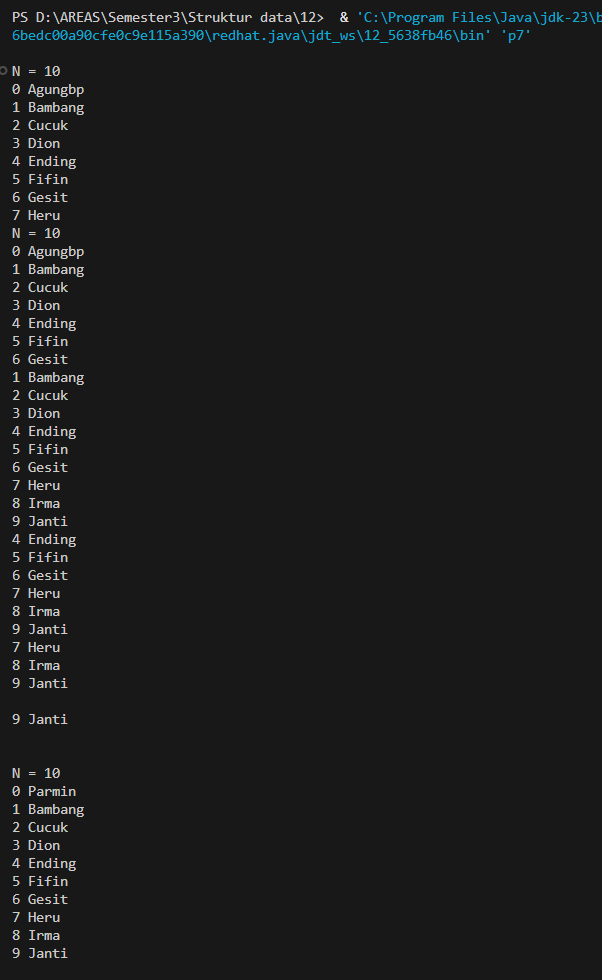 PS D:\AREAS\Semester3\Struktur data\12>  & 'C:\Program Files\Java\jdk-23\b
6bedc00a90cfe0c9e115a390\redhat.java\jdt_ws\12_5638fb46\bin' 'p7'
N = 10
0 Agungbp
1 Bambang
2 Cucuk
3 Dion
4 Ending
5 Fifin
6 Gesit
7 Heru
N = 10
0 Agungbp
1 Bambang
2 Cucuk
3 Dion
4 Ending
5 Fifin
6 Gesit
1 Bambang
2 Cucuk
3 Dion
4 Ending
5 Fifin
6 Gesit
7 Heru
8 Irma
9 Janti
4 Ending
5 Fifin
6 Gesit
7 Heru
8 Irma
9 Janti
7 Heru
8 Irma
9 Janti
9 Janti
N = 10
0 Parmin
1 Bambang
2 Cucuk
3 Dion
4 Ending
5 Fifin
6 Gesit
7 Heru
8 Irma
9 Janti